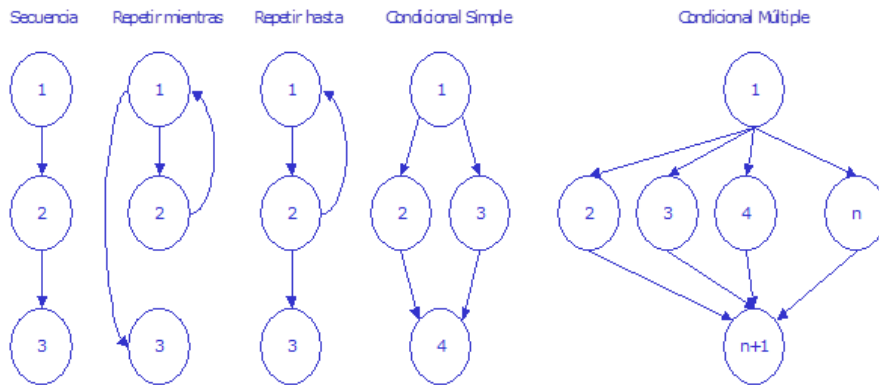 Secuencia Repetir mientras Repetir hasta Condicional Simple Condicional Múltiple
1 1 1 1 1
2 2 2 2 3 2 3 4 n
3 3 3 4 n+1